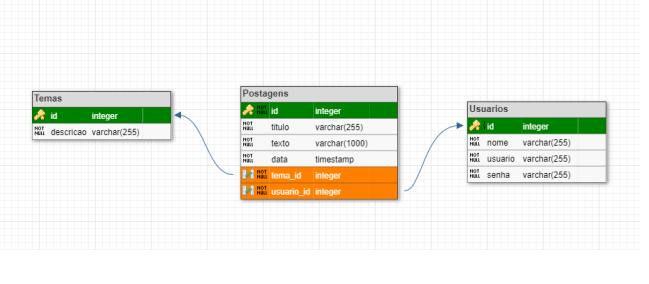 Temas
id integer
NOT NULL descricao varchar(255)
Postagens
NOT NULL id integer
NOT NULL titulo varchar(255)
NOT NULL texto varchar(1000)
NOT NULL data timestamp
NOT NULL tema_id integer
NOT NULL usuario_id integer
Usuarios
id integer
NOT NULL nome varchar(255)
NOT NULL usuario varchar(255)
NOT NULL senha varchar(255)